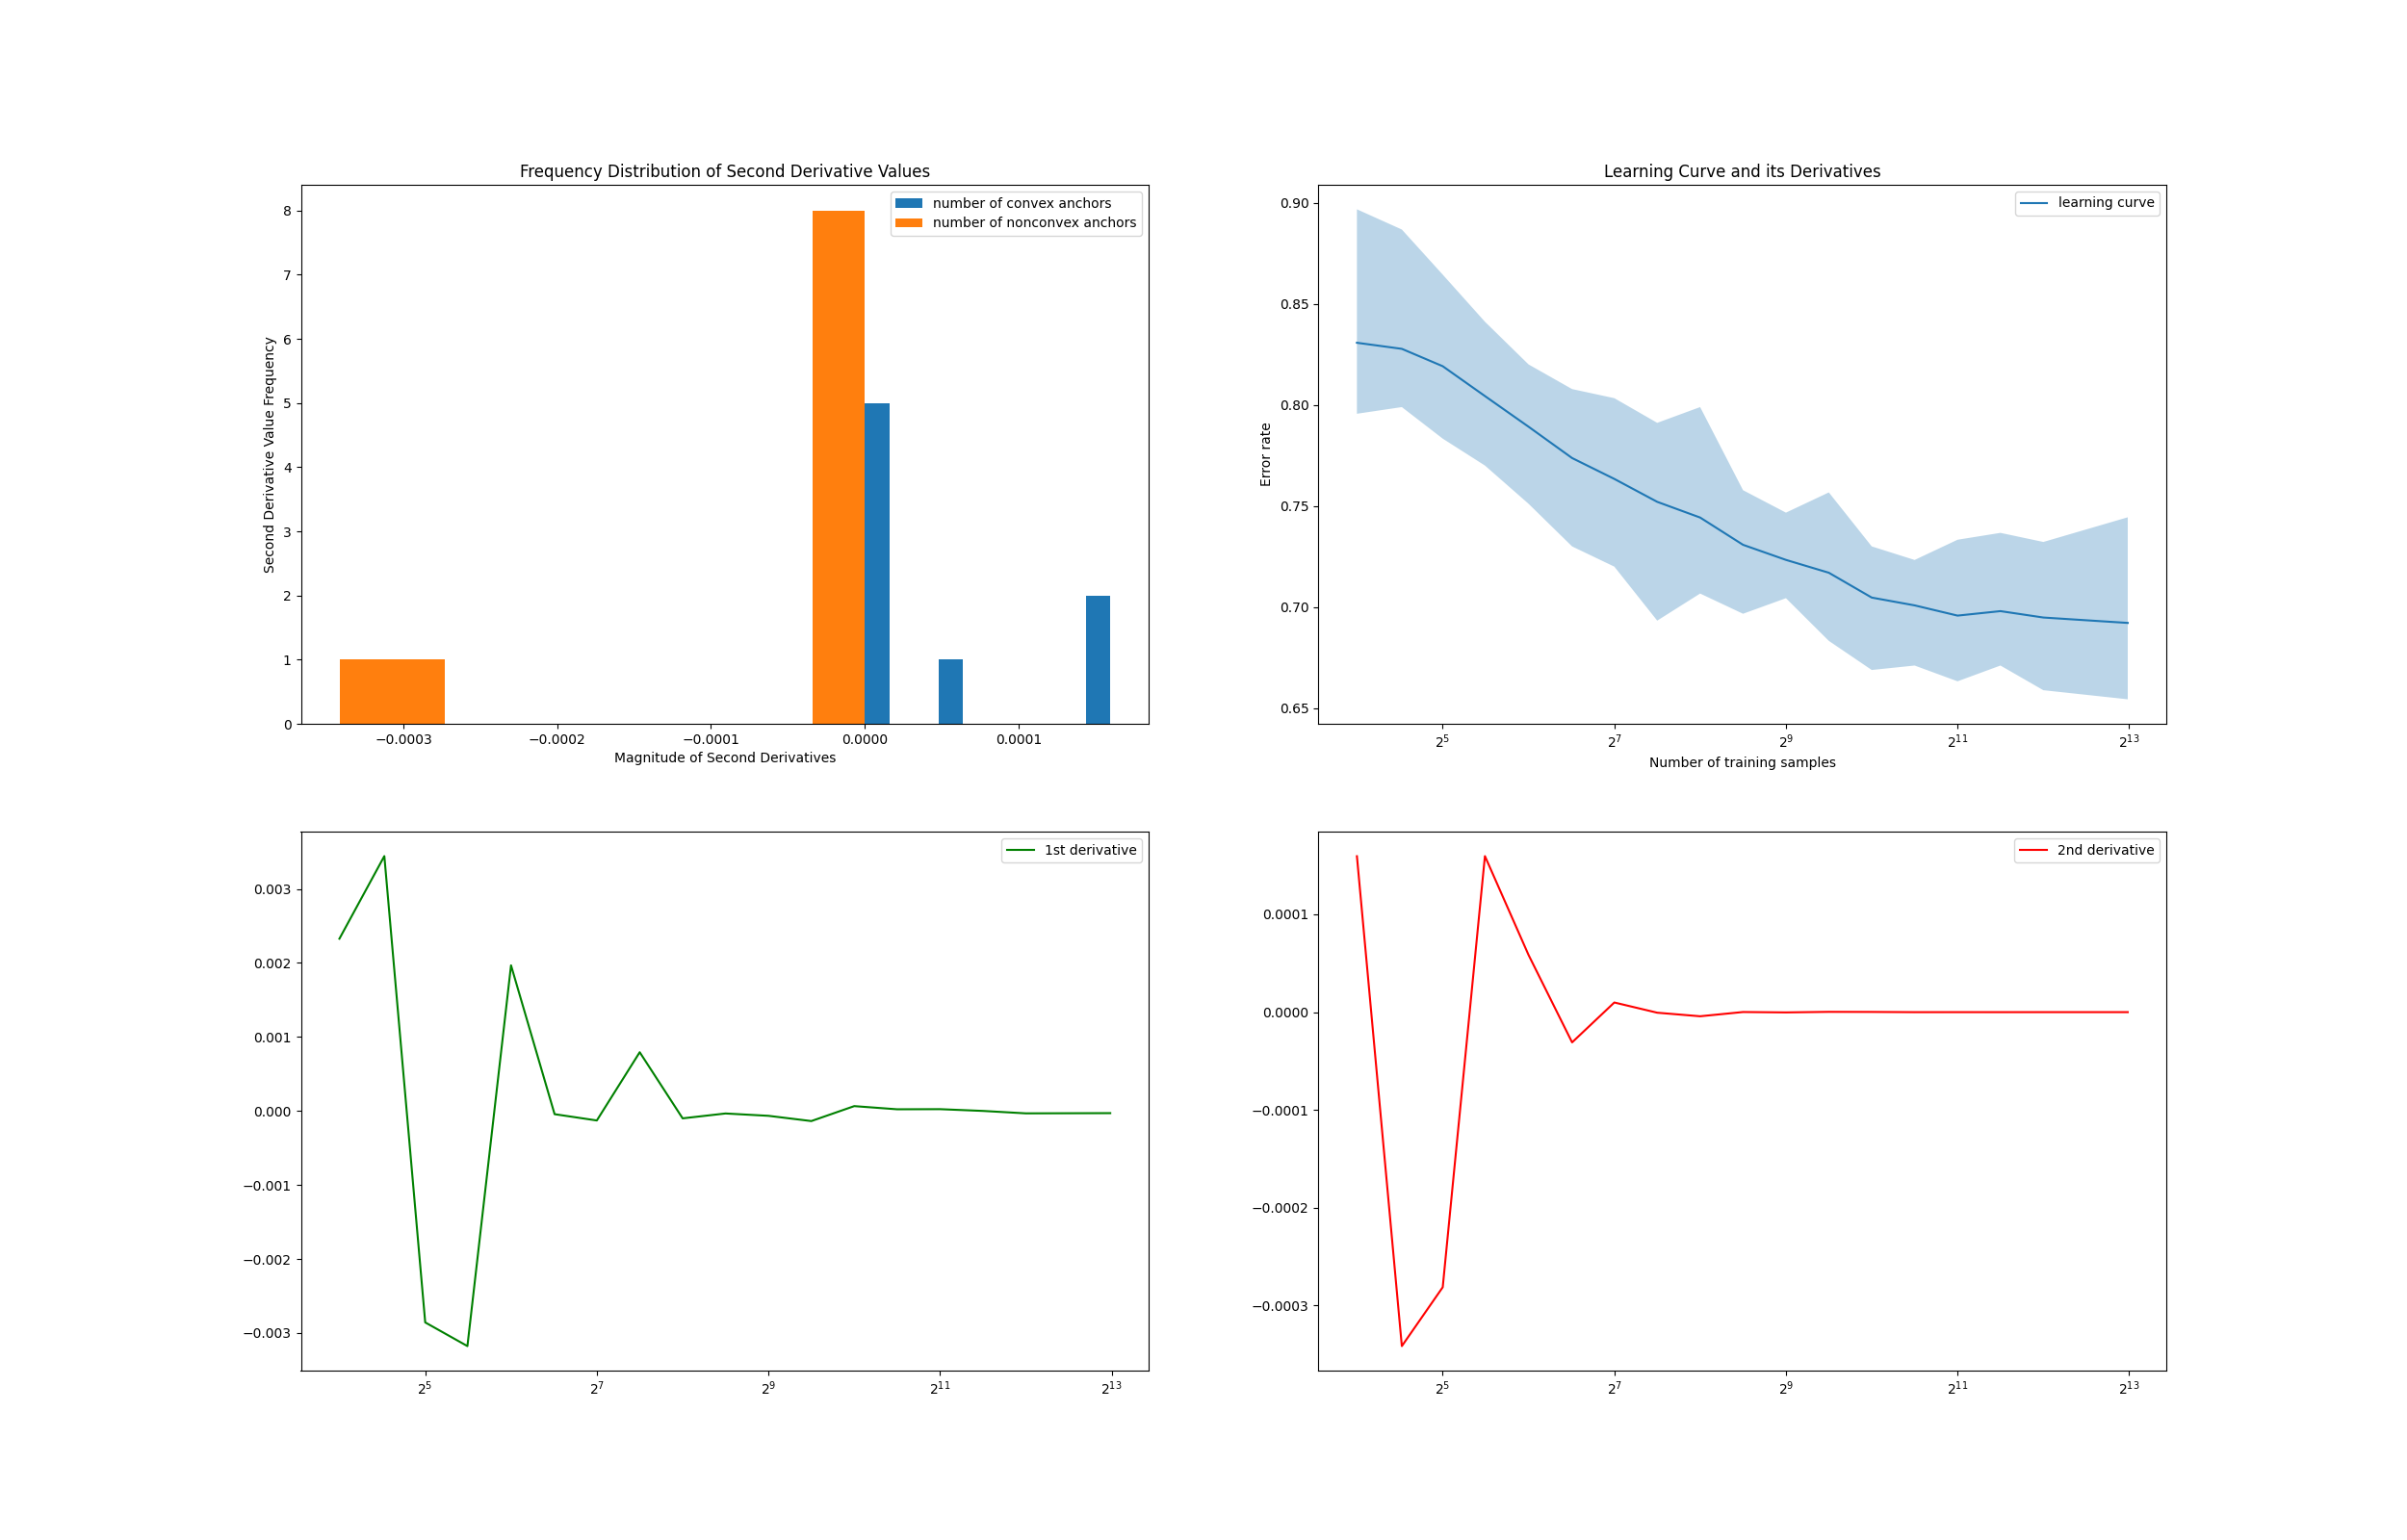 Frequency Distribution of Second Derivative Values
number of convex anchors
number of nonconvex anchors
Second Derivative Value Frequency
8
7
6
5
4
3
2
1
0
−0.0003 −0.0002 −0.0001 0.0000 0.0001
Magnitude of Second Derivatives
Learning Curve and its Derivatives
learning curve
Error rate
0.90
0.85
0.80
0.75
0.70
0.65
2^5 2^7 2^9 2^11 2^13
Number of training samples
1st derivative
0.003
0.002
0.001
0.000
−0.001
−0.002
−0.003
2^5 2^7 2^9 2^11 2^13
2nd derivative
0.0001
0.0000
−0.0001
−0.0002
−0.0003
2^5 2^7 2^9 2^11 2^13